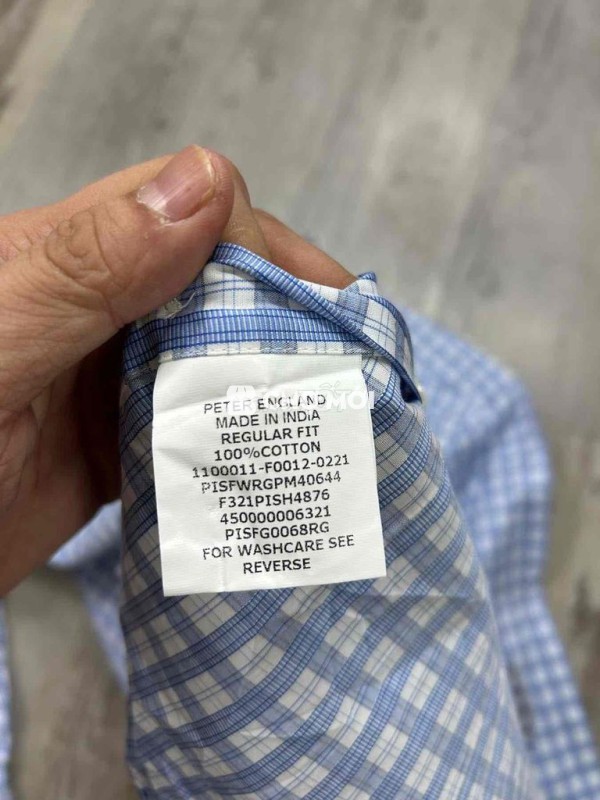 PETER ENGLAND
MADE IN INDIA
REGULAR FIT
100%COTTON
1100011-F0012-0221
PISFWRGPM40644
F321PISH4876
450000006321
PISFG0068RG
FOR WASHCARE SEE
REVERSE